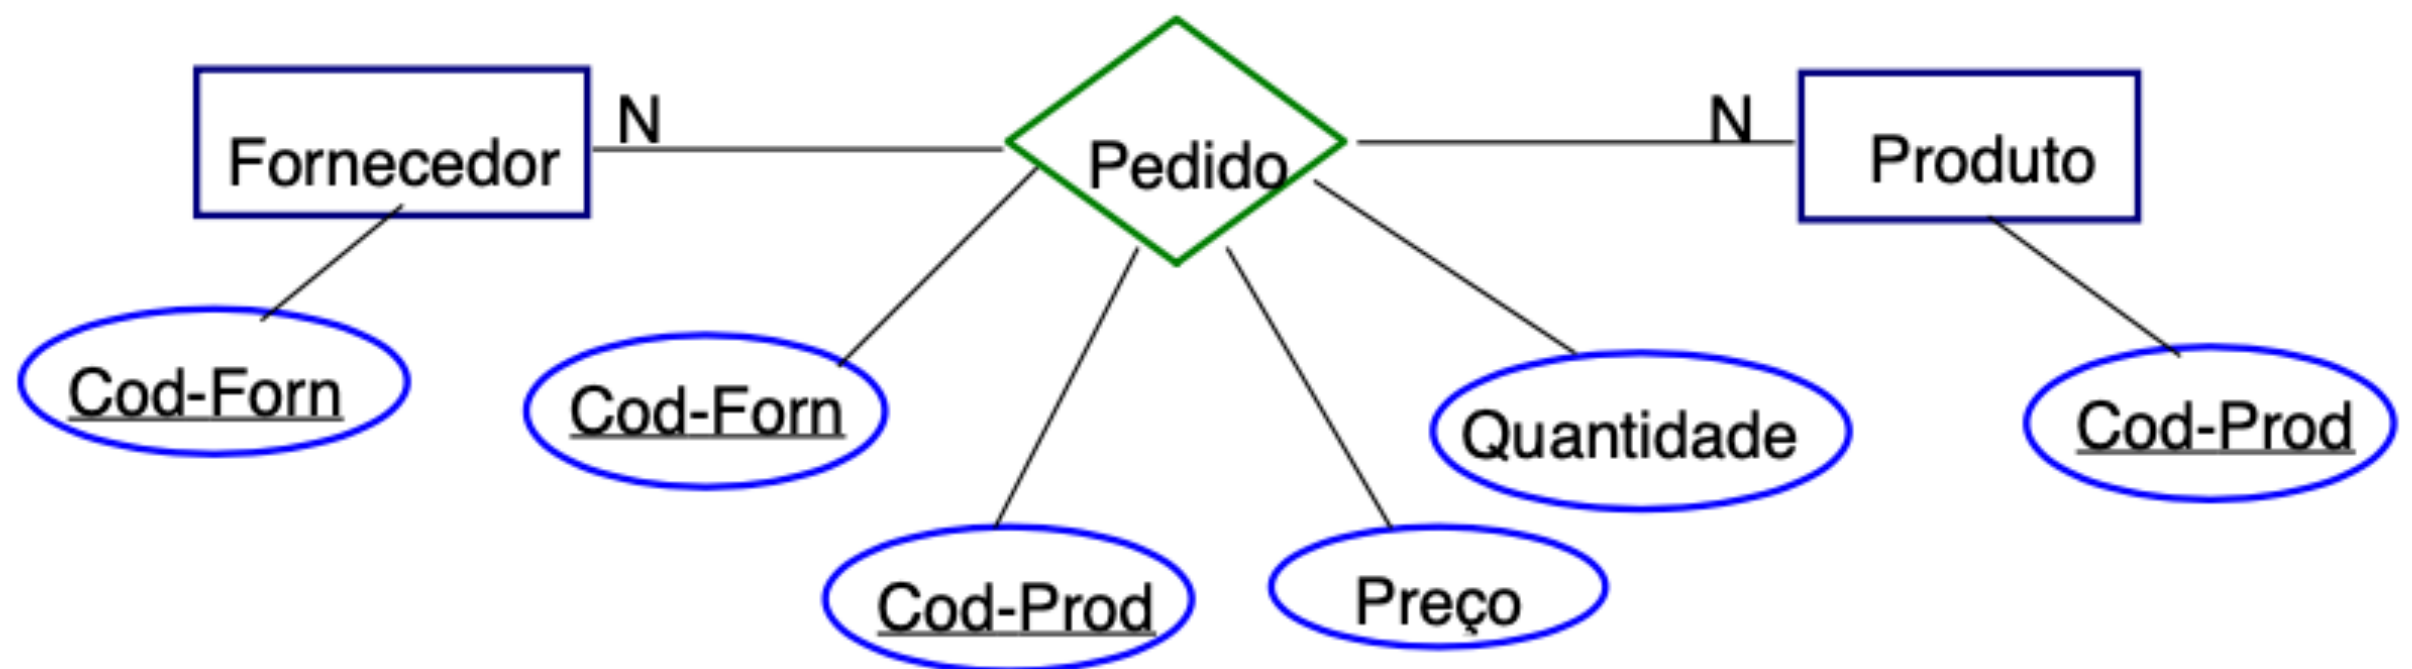 N
N
Fornecedor
Pedido
Produto
Cod-Forn
Cod-Forn
Quantidade
Cod-Prod
Cod-Prod
Preço